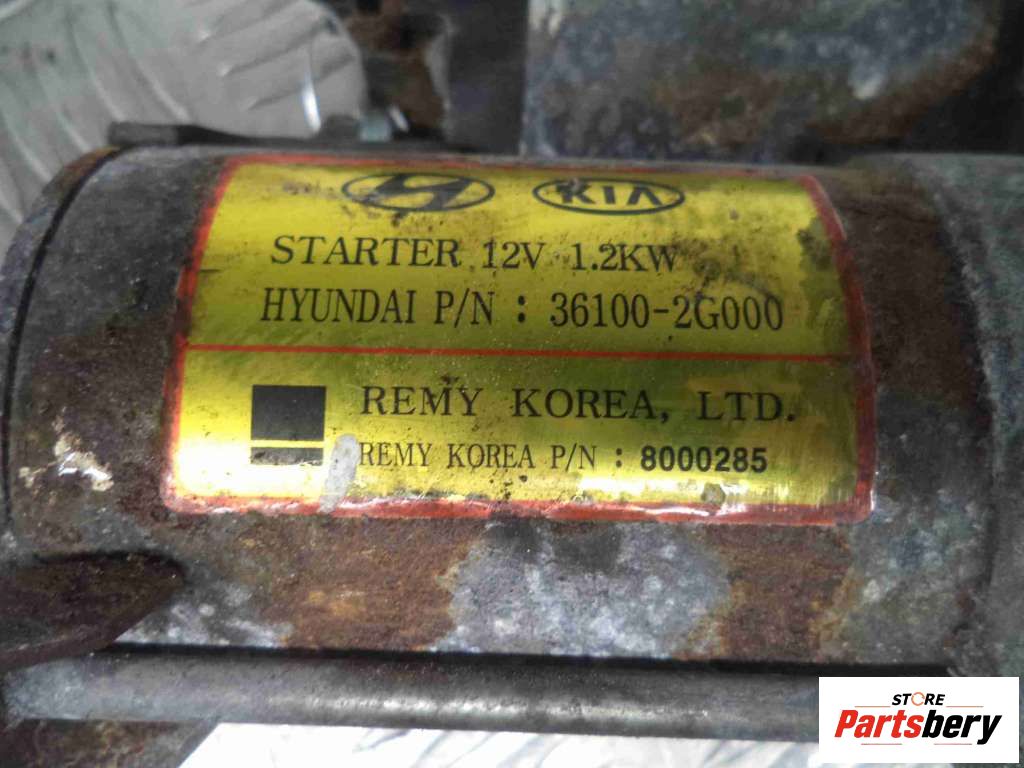 KIA
STARTER 12V 1.2KW
HYUNDAI P/N : 36100-2G000
REMY KOREA, LTD.
REMY KOREA P/N : 8000285
STORE
Partsbery